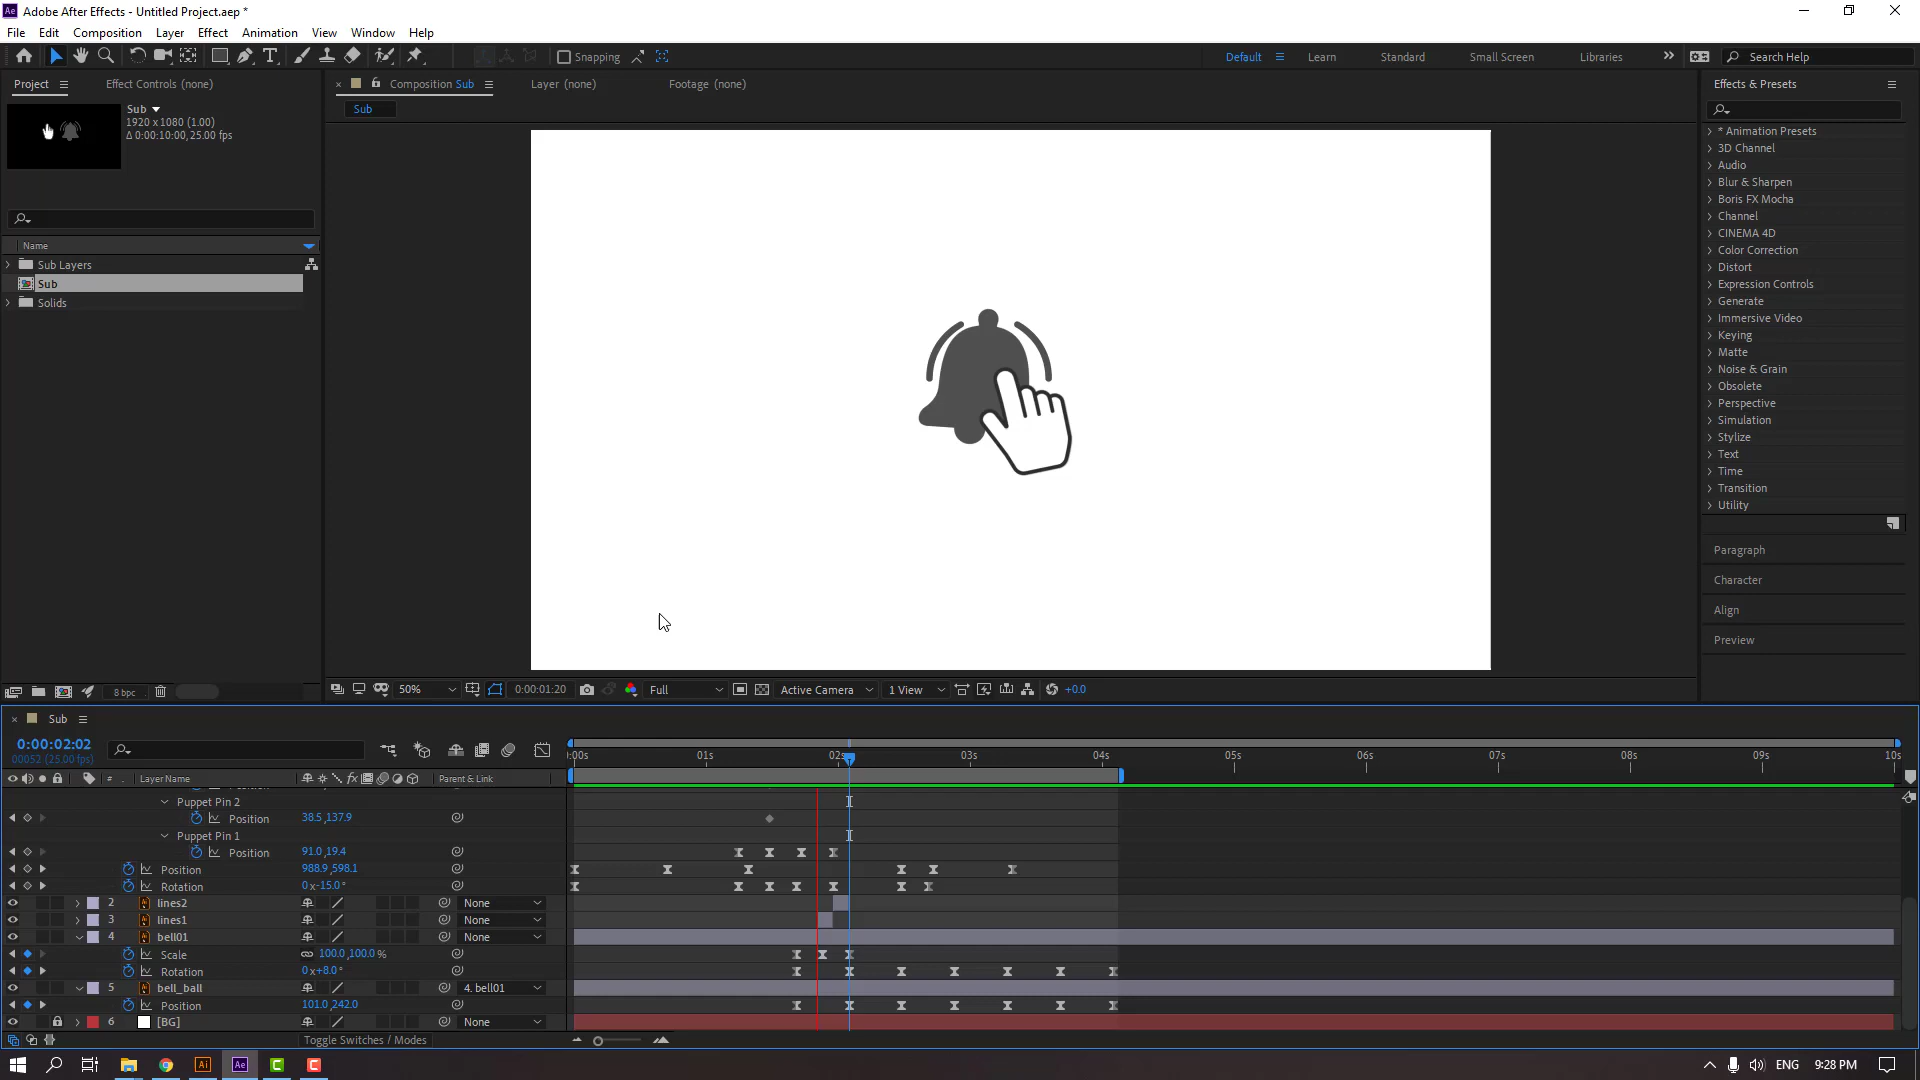 Adobe After Effects - Untitled Project.aep *
File Edit Composition Layer Effect Animation View Window Help
Snapping
Default Learn Standard Small Screen Libraries Search Help
Project Effect Controls (none)
Sub
1920 x 1080 (1.00)
Δ 0:00:10:00, 25.00 fps
Name
Sub Layers
Sub
Solids
8 bpc
Composition Sub Layer (none) Footage (none)
Sub
50% 0:00:01:20 Full Active Camera 1 View +0.0
Effects & Presets
* Animation Presets
3D Channel
Audio
Blur & Sharpen
Boris FX Mocha
Channel
CINEMA 4D
Color Correction
Distort
Expression Controls
Generate
Immersive Video
Keying
Matte
Noise & Grain
Obsolete
Perspective
Simulation
Stylize
Text
Time
Transition
Utility
Paragraph
Character
Align
Preview
Sub
0:00:02:02
00052 (25.00 fps)
# Layer Name Parent & Link
01s 03s 04s 05s 06s 07s 08s 09s 10s
Puppet Pin 2
Position 38.5,137.9
Puppet Pin 1
Position 91.0,19.4
Position 988.9,598.1
Rotation 0x-15.0°
2 lines2 None
3 lines1 None
4 bell01 None
Scale 100.0,100.0%
Rotation 0x+8.0°
5 bell_ball 4. bell01
Position 101.0,242.0
6 [BG] None
Toggle Switches / Modes
ENG 9:28 PM